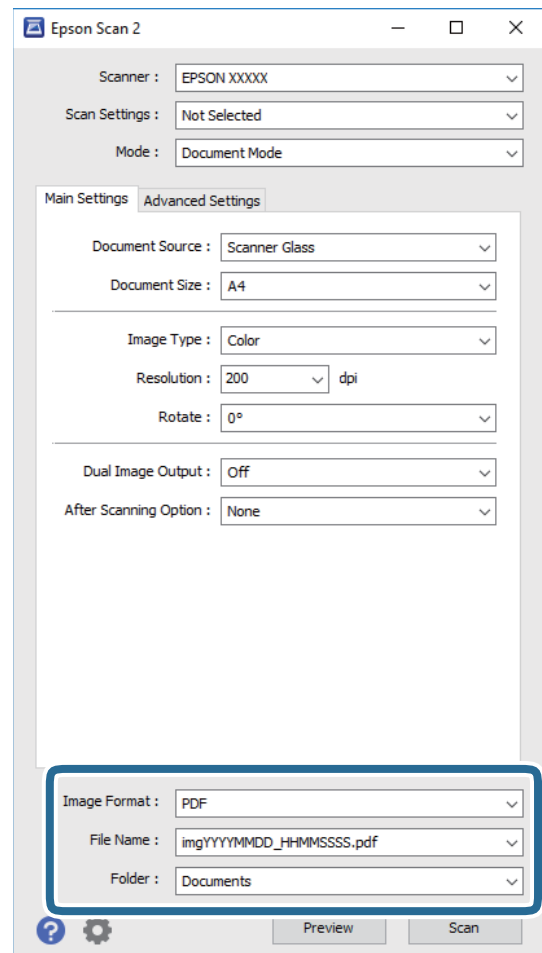 Epson Scan 2
Scanner : EPSON XXXXX
Scan Settings : Not Selected
Mode : Document Mode
Main Settings Advanced Settings
Document Source : Scanner Glass
Document Size : A4
Image Type : Color
Resolution : 200 dpi
Rotate : 0°
Dual Image Output : Off
After Scanning Option : None
Image Format : PDF
File Name : imgYYYYMMDD_HHMMSSSS.pdf
Folder : Documents
? Preview Scan